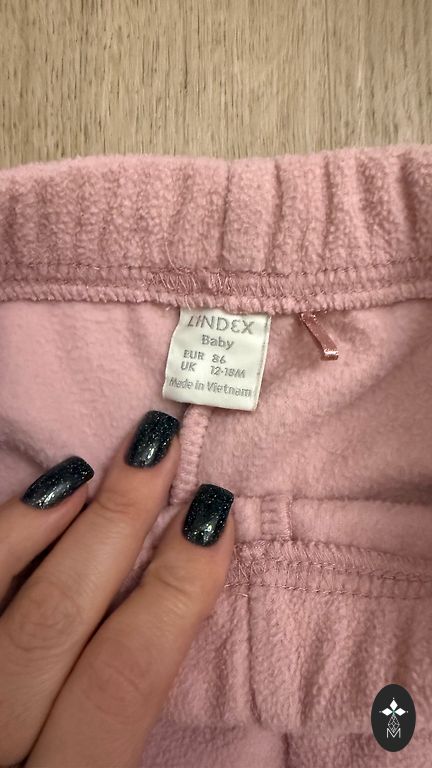 LINDEX
Baby
EUR 86
UK 12-18M
Made in Vietnam
M